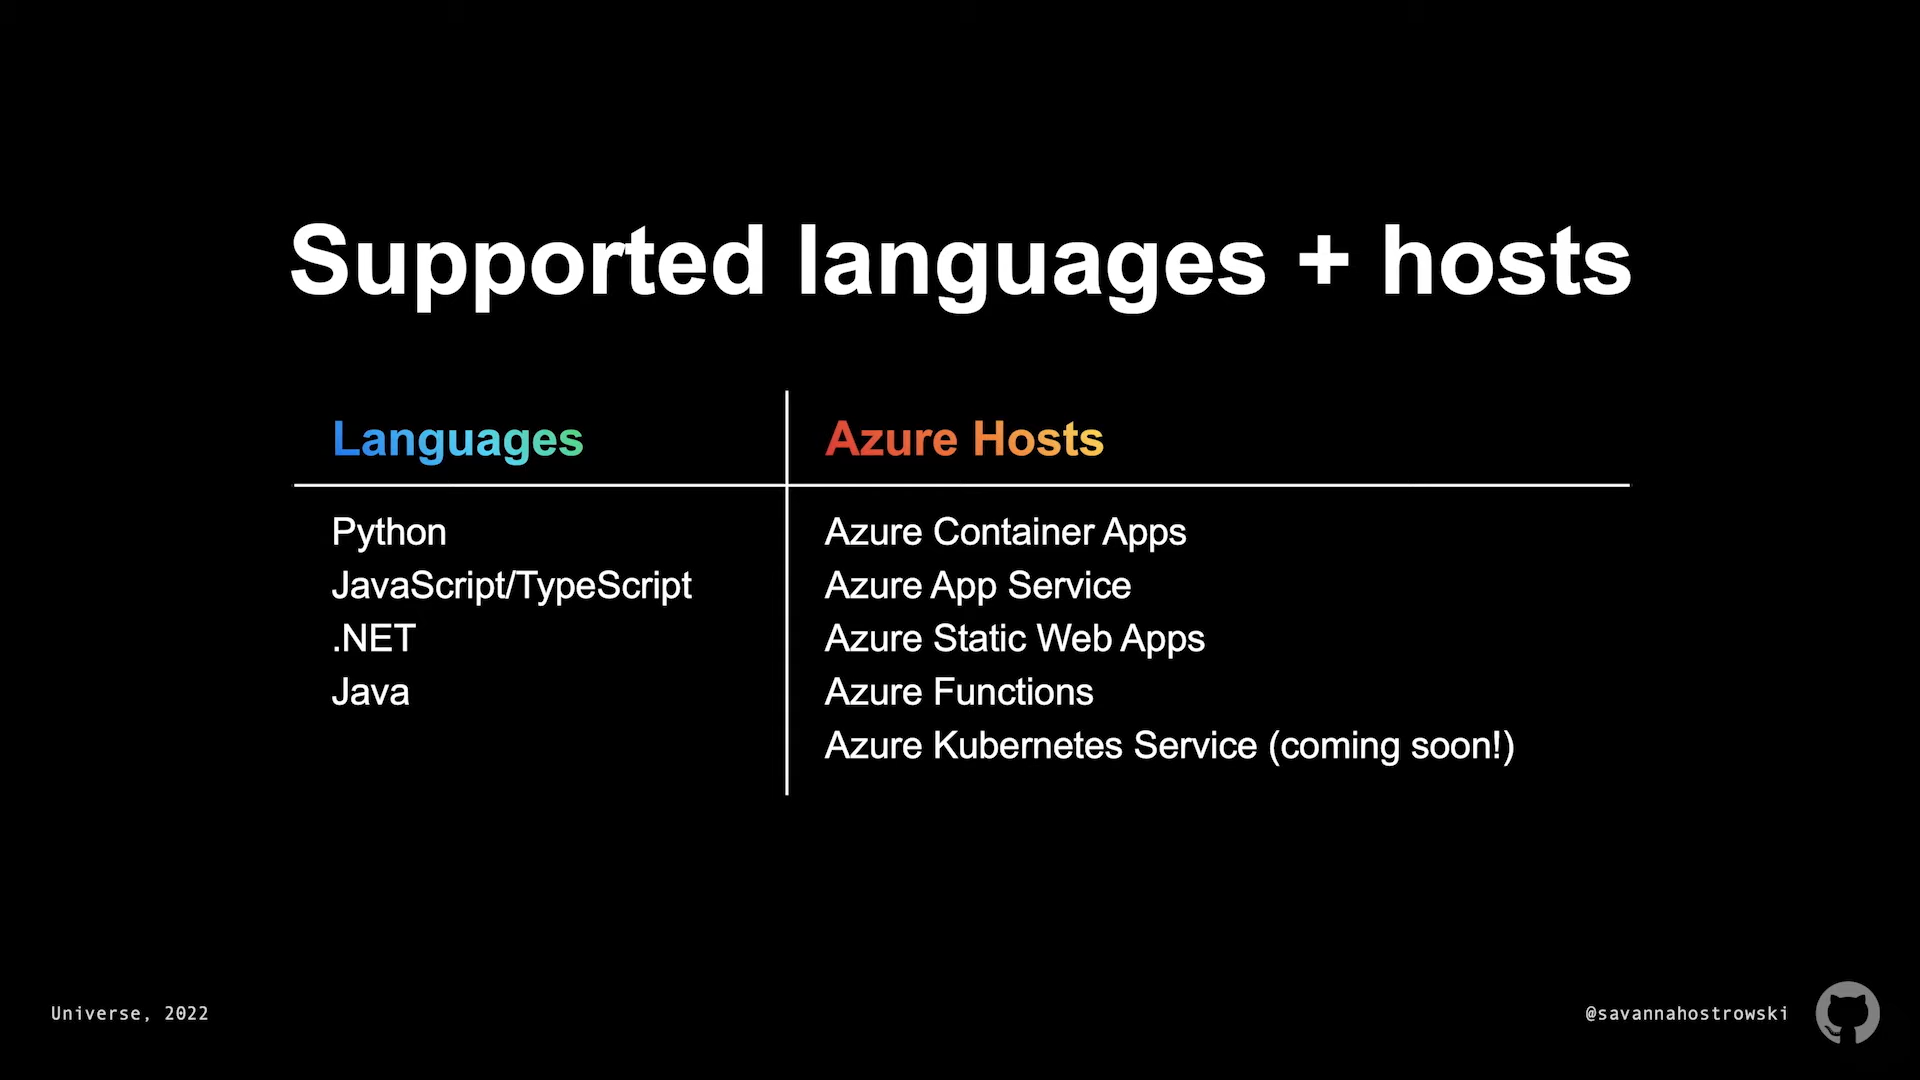 Supported languages + hosts
Languages
Azure Hosts
Python
JavaScript/TypeScript
.NET
Java
Azure Container Apps
Azure App Service
Azure Static Web Apps
Azure Functions
Azure Kubernetes Service (coming soon!)
Universe, 2022
@savannahostrowski